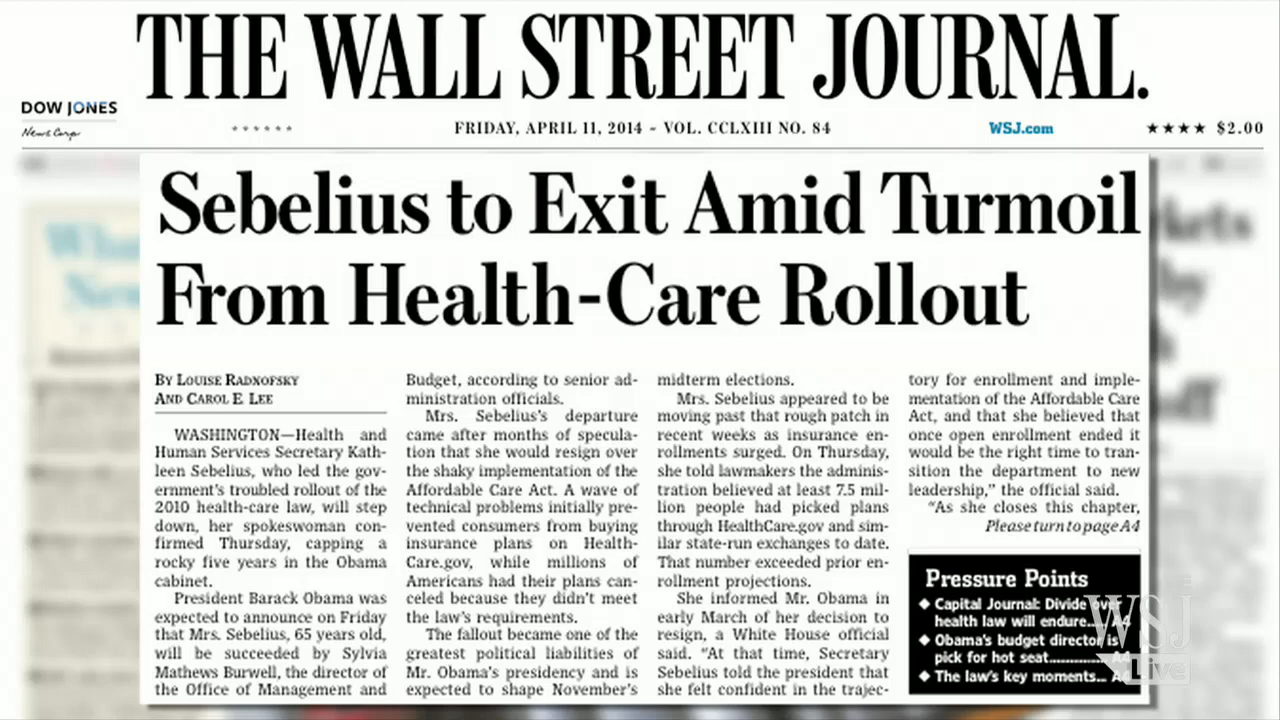 THE WALL STREET JOURNAL.
DOW JONES
News Corp
****** FRIDAY, APRIL 11, 2014 ~ VOL. CCLXIII NO. 84 WSJ.com ★★★★ $2.00
Sebelius to Exit Amid Turmoil
From Health-Care Rollout
BY LOUISE RADNOFSKY
AND CAROL E. LEE
WASHINGTON—Health and
Human Services Secretary Kath-
leen Sebelius, who led the gov-
ernment's troubled rollout of the
2010 health-care law, will step
down, her spokeswoman con-
firmed Thursday, capping a
rocky five years in the Obama
cabinet.
President Barack Obama was
expected to announce on Friday
that Mrs. Sebelius, 65 years old,
will be succeeded by Sylvia
Mathews Burwell, the director of
the Office of Management and
Budget, according to senior ad-
ministration officials.
Mrs. Sebelius's departure
came after months of specula-
tion that she would resign over
the shaky implementation of the
Affordable Care Act. A wave of
technical problems initially pre-
vented consumers from buying
insurance plans on Health-
Care.gov, while millions of
Americans had their plans can-
celed because they didn't meet
the law's requirements.
The fallout became one of the
greatest political liabilities of
Mr. Obama's presidency and is
expected to shape November's
midterm elections.
Mrs. Sebelius appeared to be
moving past that rough patch in
recent weeks as insurance en-
rollments surged. On Thursday,
she told lawmakers the adminis-
tration believed at least 7.5 mil-
lion people had picked plans
through HealthCare.gov and sim-
ilar state-run exchanges to date.
That number exceeded prior en-
rollment projections.
She informed Mr. Obama in
early March of her decision to
resign, a White House official
said. “At that time, Secretary
Sebelius told the president that
she felt confident in the trajec-
tory for enrollment and imple-
mentation of the Affordable Care
Act, and that she believed that
once open enrollment ended it
would be the right time to tran-
sition the department to new
leadership,” the official said.
“As she closes this chapter,
Please turn to page A4
Pressure Points
◆ Capital Journal: Divide over
health law will endure.... A4
◆ Obama's budget director is
pick for hot seat.............. A4
◆ The law's key moments... A4
WSJ
Live